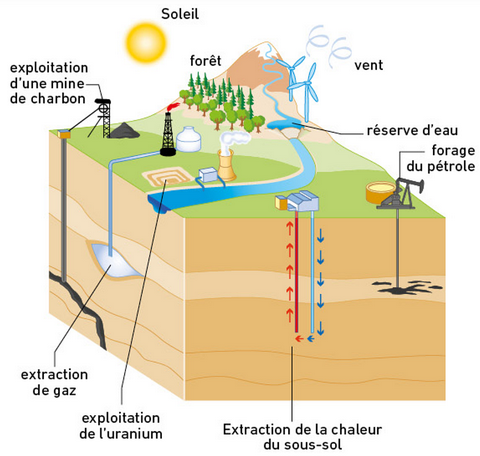 Soleil
exploitation
d'une mine
de charbon
forêt
vent
réserve d'eau
forage
du pétrole
extraction
de gaz
exploitation
de l'uranium
Extraction de la chaleur
du sous-sol